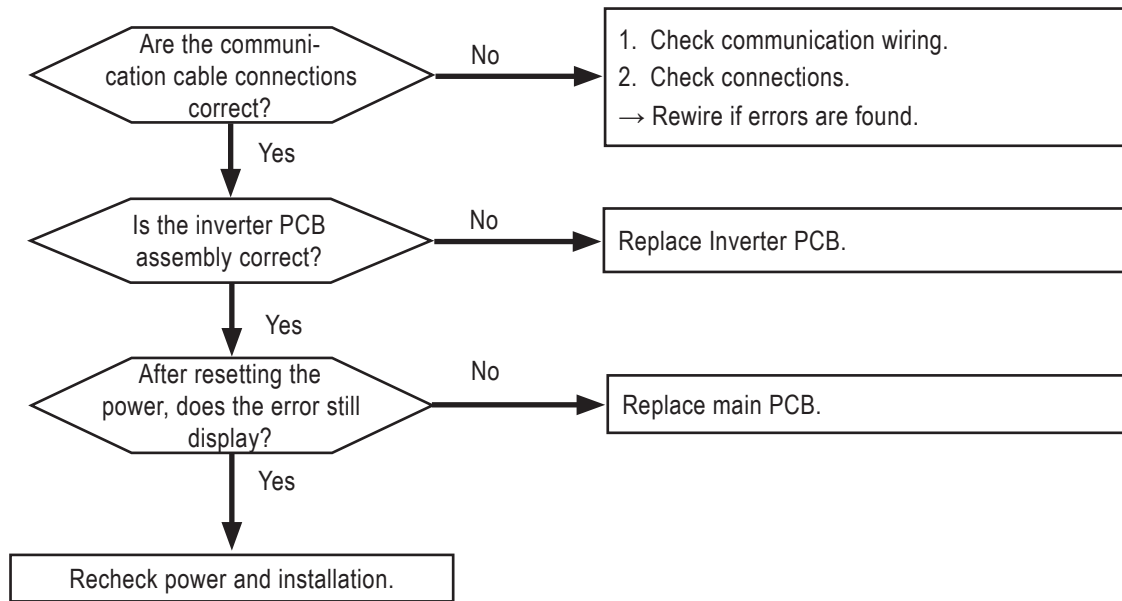 Are the communi-
cation cable connections
correct?
No
1. Check communication wiring.
2. Check connections.
→ Rewire if errors are found.
Yes
Is the inverter PCB
assembly correct?
No
Replace Inverter PCB.
Yes
After resetting the
power, does the error still
display?
No
Replace main PCB.
Yes
Recheck power and installation.